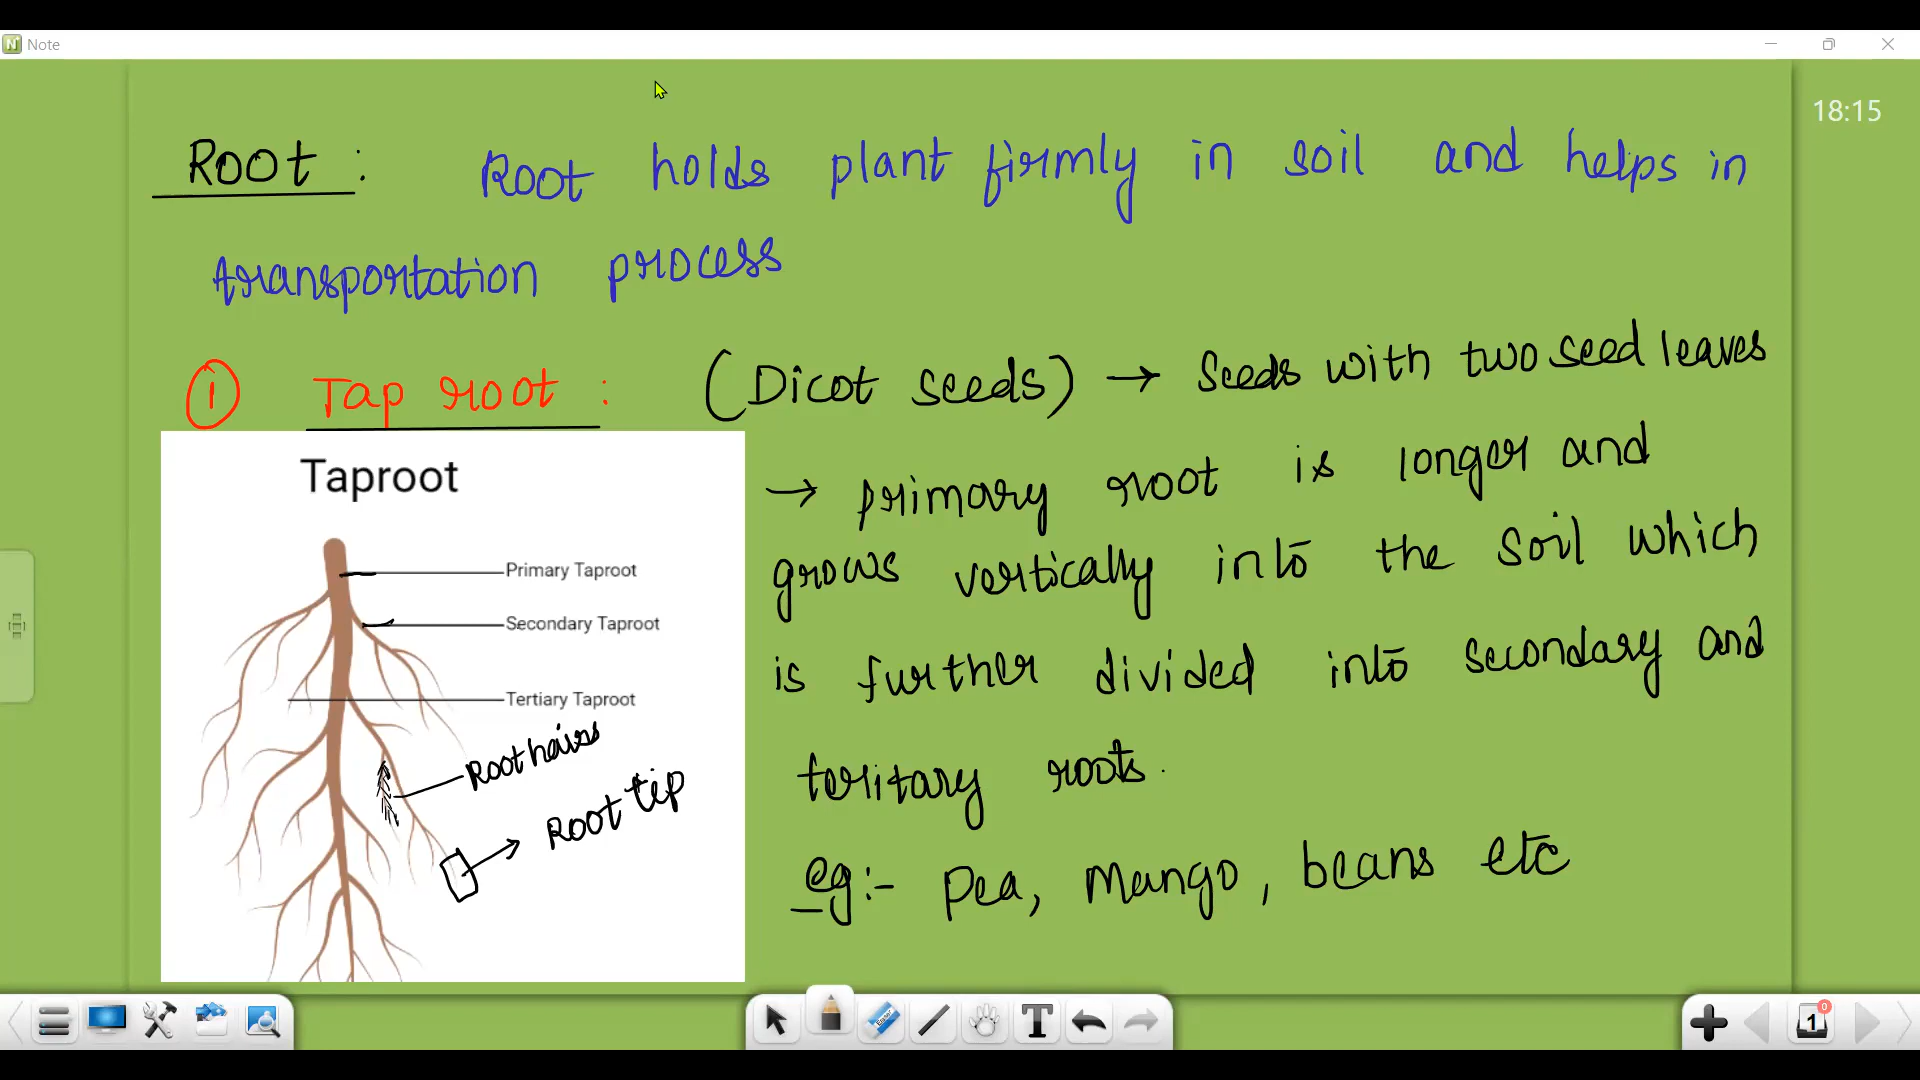 Note
18:15
Root : Root holds plant firmly in soil and helps in
transportation process
① Tap root : (Dicot seeds) → Seeds with two seed leaves
Taproot
Primary Taproot
Secondary Taproot
Tertiary Taproot
Root hairs
Root tip
→ primary root is longer and
grows vertically into the soil which
is further divided into secondary and
teritary roots.
eg:- Pea, Mango, beans etc
T
1
0